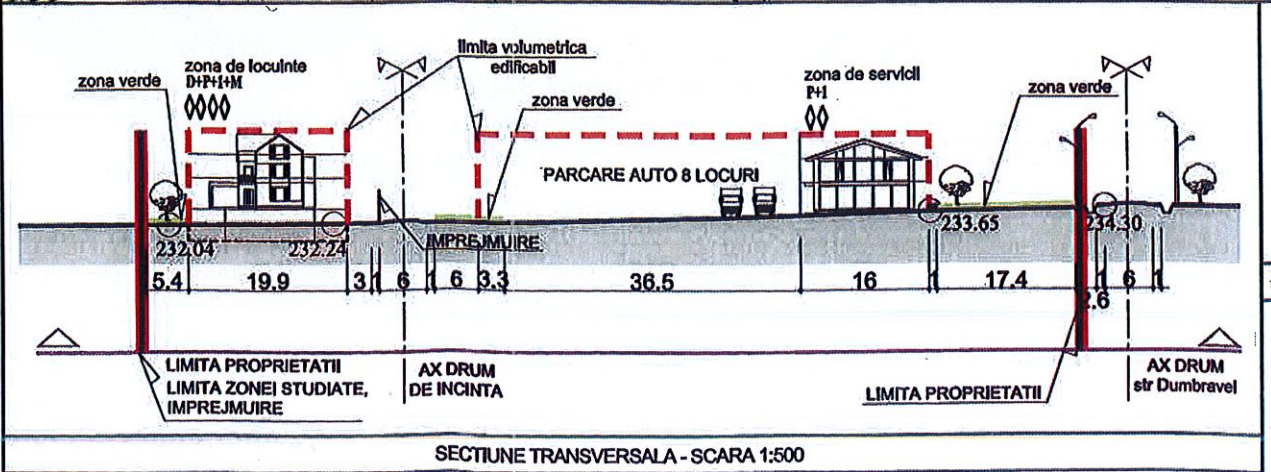 limita volumetrica
edificabil
zona verde
zona de locuinte
D+P+1+M
zona verde
zona de servicii
P+1
zona verde
PARCARE AUTO 8 LOCURI
IMPREJMUIRE
232.04
232.24
233.65
234.30
5.4 19.9 3 1 6 1 6 3.3 36.5 16 1 17.4 1 6 1
2.6
LIMITA PROPRIETATII
LIMITA ZONEI STUDIATE,
IMPREJMUIRE
AX DRUM
DE INCINTA
LIMITA PROPRIETATII
AX DRUM
str Dumbravei
SECTIUNE TRANSVERSALA - SCARA 1:500